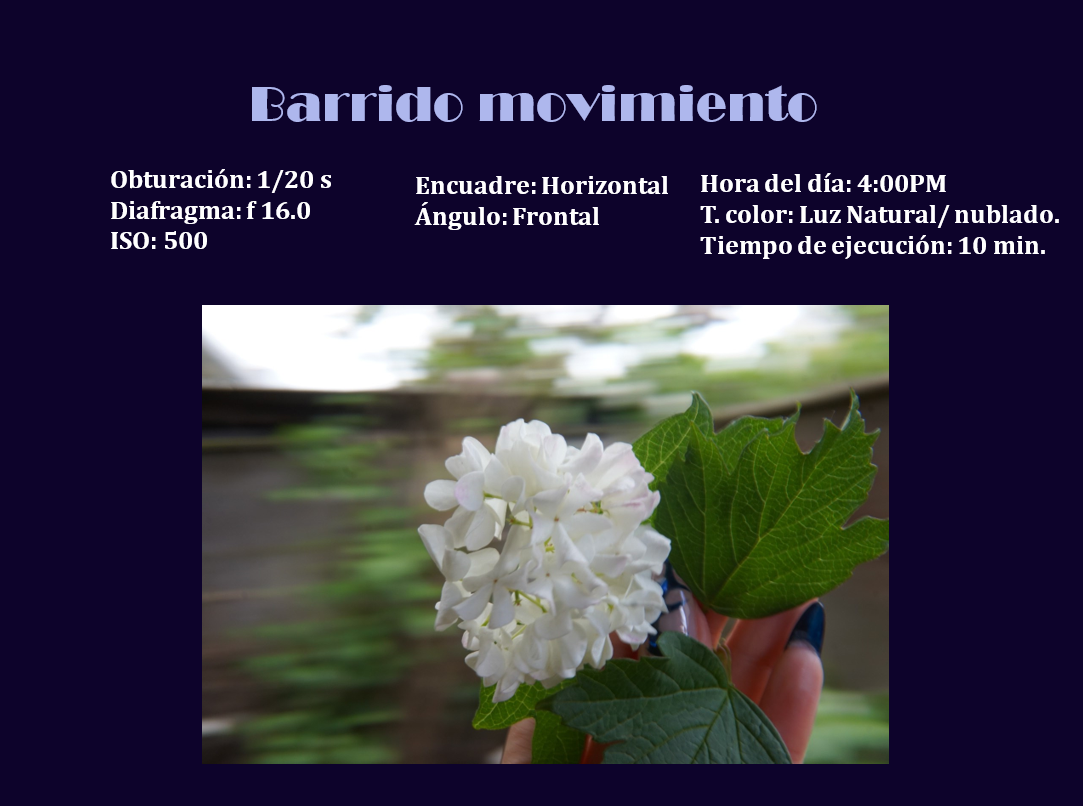 Barrido movimiento
Obturación: 1/20 s
Diafragma: f 16.0
ISO: 500
Encuadre: Horizontal
Ángulo: Frontal
Hora del día: 4:00PM
T. color: Luz Natural/ nublado.
Tiempo de ejecución: 10 min.